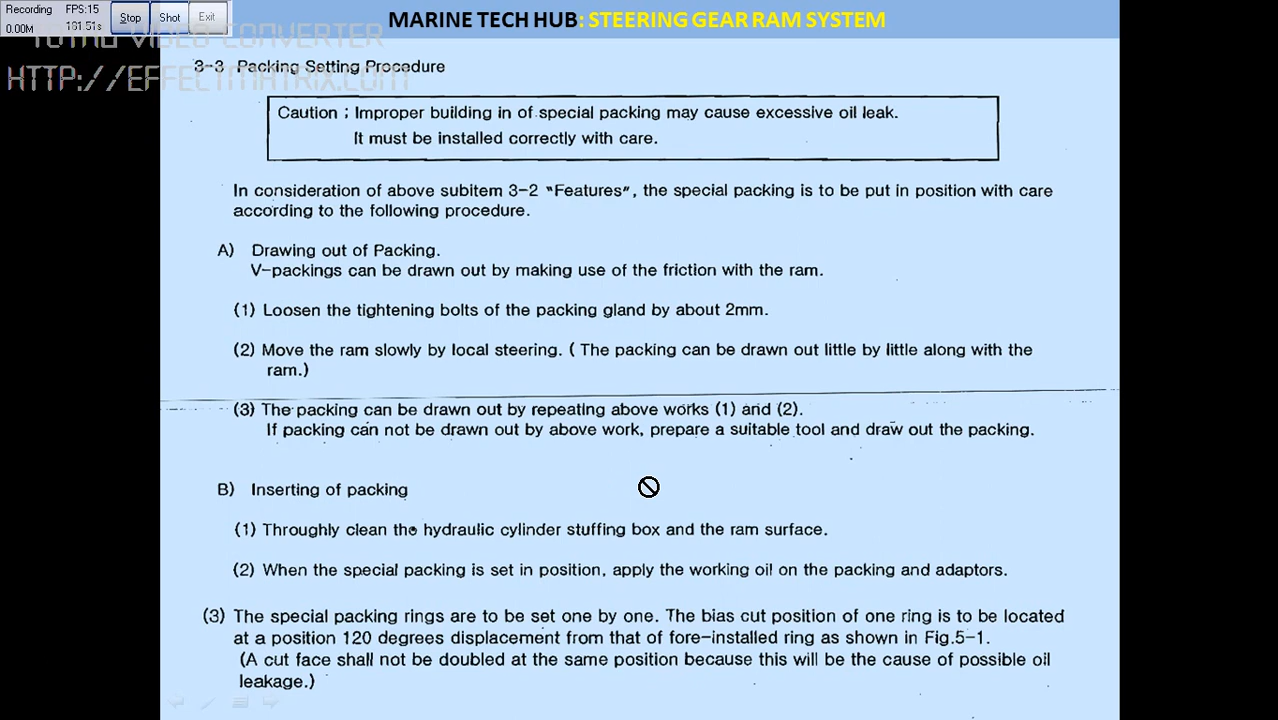 Recording FPS:15
0.00M 181.51s Stop Shot Exit
MARINE TECH HUB: STEERING GEAR RAM SYSTEM
TOTAL VIDEO CONVERTER
HTTP://EFFECTMATRIX.COM
3-3 Packing Setting Procedure
Caution ; Improper building in of special packing may cause excessive oil leak.
It must be installed correctly with care.
In consideration of above subitem 3-2 "Features", the special packing is to be put in position with care
according to the following procedure.
A) Drawing out of Packing.
V-packings can be drawn out by making use of the friction with the ram.
(1) Loosen the tightening bolts of the packing gland by about 2mm.
(2) Move the ram slowly by local steering. ( The packing can be drawn out little by little along with the
ram.)
(3) The packing can be drawn out by repeating above works (1) and (2).
If packing can not be drawn out by above work, prepare a suitable tool and draw out the packing.
B) Inserting of packing
(1) Throughly clean the hydraulic cylinder stuffing box and the ram surface.
(2) When the special packing is set in position, apply the working oil on the packing and adaptors.
(3) The special packing rings are to be set one by one. The bias cut position of one ring is to be located
at a position 120 degrees displacement from that of fore-installed ring as shown in Fig.5-1.
(A cut face shall not be doubled at the same position because this will be the cause of possible oil
leakage.)